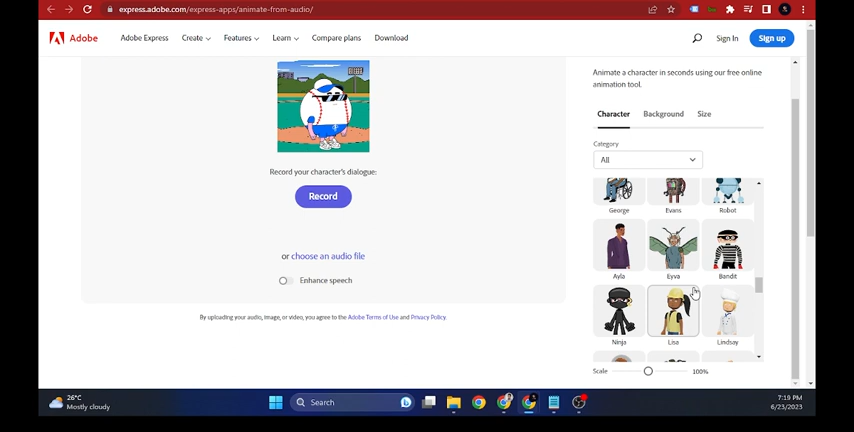 express.adobe.com/express-apps/animate-from-audio/
Adobe
Adobe Express
Create
Features
Learn
Compare plans
Download
Sign In
Sign up
Animate a character in seconds using our free online
animation tool.
Character
Background
Size
Category
All
Record your character's dialogue:
Record
or choose an audio file
Enhance speech
By uploading your audio, image, or video, you agree to the Adobe Terms of Use and Privacy Policy.
George
Evans
Robot
Ayla
Eyva
Bandit
Ninja
Lisa
Lindsay
Scale
100%
26°C
Mostly cloudy
Search
7:19 PM
6/23/2023